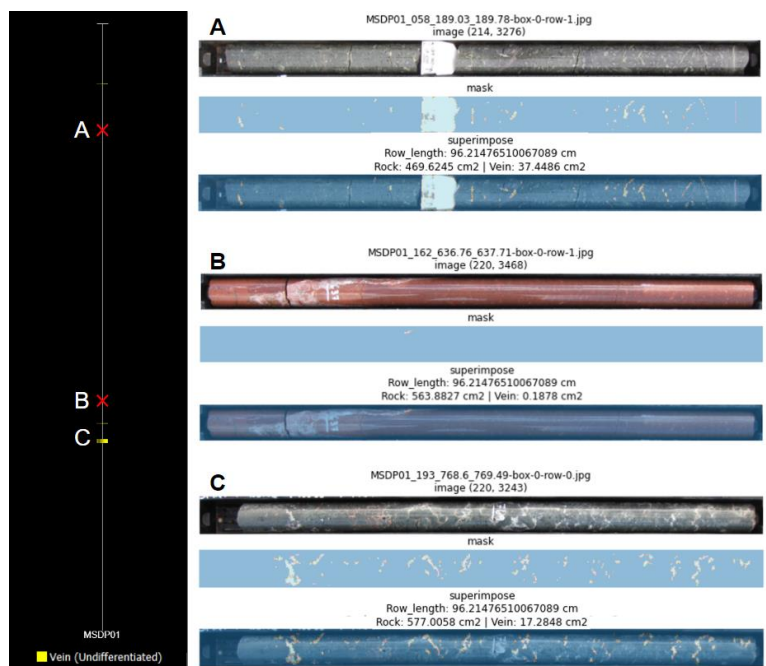 A
MSDP01_058_189.03_189.78-box-0-row-1.jpg
image (214, 3276)
mask
superimpose
Row_length: 96.21476510067089 cm
Rock: 469.6245 cm2 | Vein: 37.4486 cm2
B
MSDP01_162_636.76_637.71-box-0-row-1.jpg
image (220, 3468)
mask
superimpose
Row_length: 96.21476510067089 cm
Rock: 563.8827 cm2 | Vein: 0.1878 cm2
C
MSDP01_193_768.6_769.49-box-0-row-0.jpg
image (220, 3243)
mask
superimpose
Row_length: 96.21476510067089 cm
Rock: 577.0058 cm2 | Vein: 17.2848 cm2
A
B
C
MSDP01
Vein (Undifferentiated)